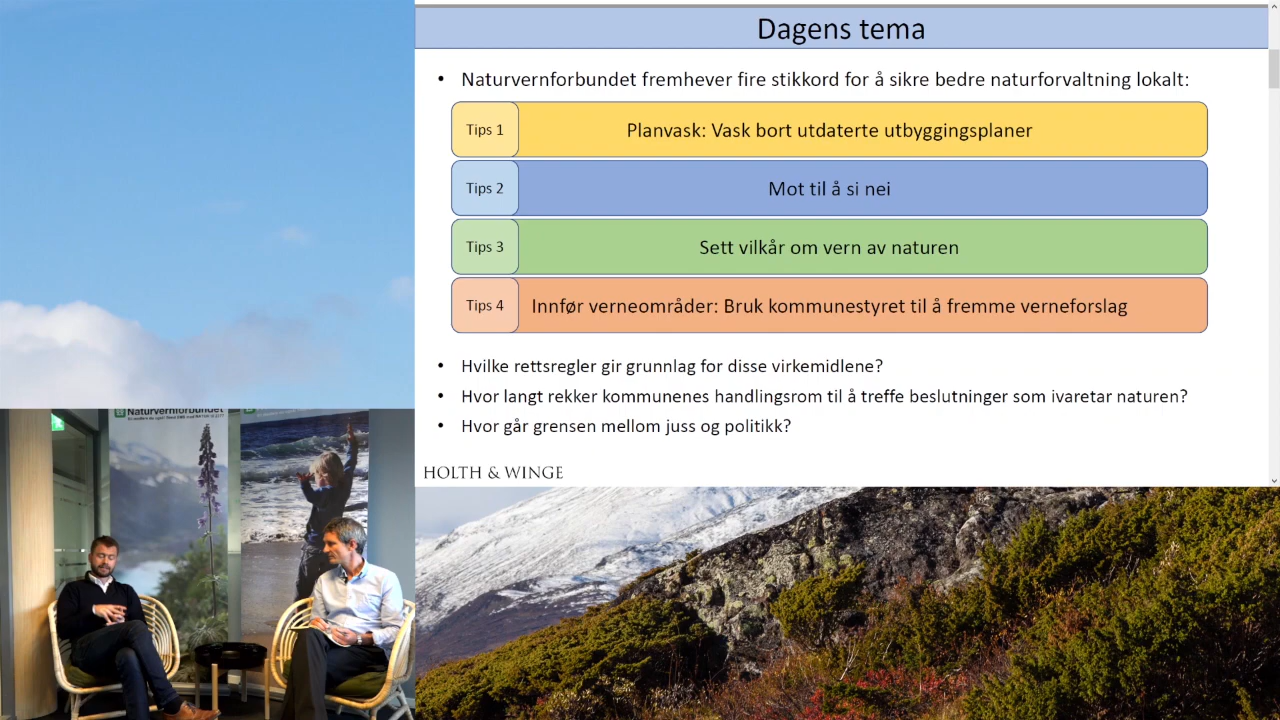 Dagens tema
• Naturvernforbundet fremhever fire stikkord for å sikre bedre naturforvaltning lokalt:
Tips 1 Planvask: Vask bort utdaterte utbyggingsplaner
Tips 2 Mot til å si nei
Tips 3 Sett vilkår om vern av naturen
Tips 4 Innfør verneområder: Bruk kommunestyret til å fremme verneforslag
• Hvilke rettsregler gir grunnlag for disse virkemidlene?
• Hvor langt rekker kommunenes handlingsrom til å treffe beslutninger som ivaretar naturen?
• Hvor går grensen mellom juss og politikk?
HOLTH & WINGE
Naturvernforbundet